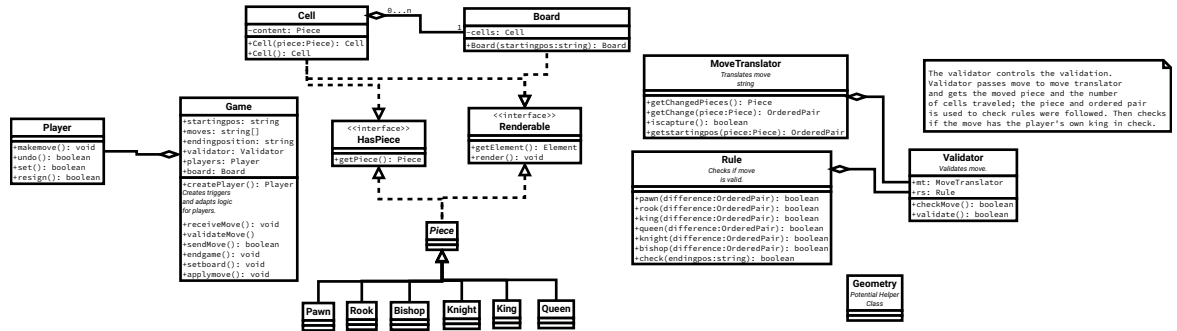 Cell
-content: Piece
+Cell(piece:Piece): Cell
+Cell(): Cell
0...n
1
Board
-cells: Cell
+Board(startingpos:string): Board
MoveTranslator
Translates move
string
+getChangedPieces(): Piece
+getChange(piece:Piece): OrderedPair
+iscapture(): boolean
+getstartingpos(piece:Piece): OrderedPair
The validator controls the validation.
Validator passes move to move translator
and gets the moved piece and the number
of cells traveled; the piece and ordered pair
is used to check rules were followed. Then checks
if the move has the player's own king in check.
Player
+makemove(): void
+undo(): boolean
+set(): boolean
+resign(): boolean
Game
+startingpos: string
+moves: string[]
+endingposition: string
+validator: Validator
+players: Player
+board: Board
+createPlayer(): Player
Creates triggers
and adapts logic
for players.
+receiveMove(): void
+validateMove()
+sendMove(): boolean
+endgame(): void
+setboard(): void
+applymove(): void
<<interface>>
HasPiece
+getPiece(): Piece
<<interface>>
Renderable
+getElement(): Element
+render(): void
Rule
Checks if move
is valid.
+pawn(difference:OrderedPair): boolean
+rook(difference:OrderedPair): boolean
+king(difference:OrderedPair): boolean
+queen(difference:OrderedPair): boolean
+knight(difference:OrderedPair): boolean
+bishop(difference:OrderedPair): boolean
+check(endingpos:string): boolean
Validator
Validates move.
+mt: MoveTranslator
+rs: Rule
+checkMove(): boolean
+validate(): boolean
Piece
Pawn
Rook
Bishop
Knight
King
Queen
Geometry
Potential Helper
Class